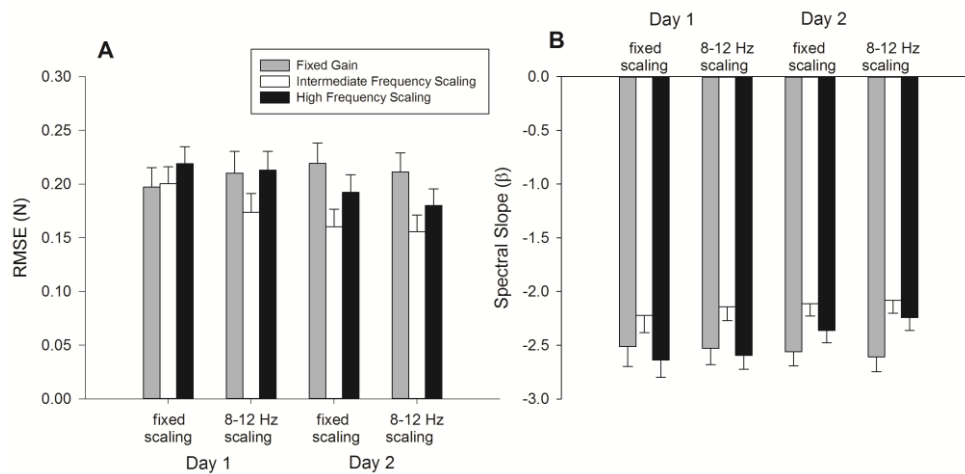 A
Fixed Gain
Intermediate Frequency Scaling
High Frequency Scaling
0.30
0.25
0.20
0.15
0.10
0.05
0.00
RMSE (N)
fixed 8-12 Hz fixed 8-12 Hz
scaling scaling scaling scaling
Day 1 Day 2
Day 1 Day 2
B
fixed 8-12 Hz fixed 8-12 Hz
scaling scaling scaling scaling
0.0
-0.5
-1.0
-1.5
-2.0
-2.5
-3.0
Spectral Slope (β)